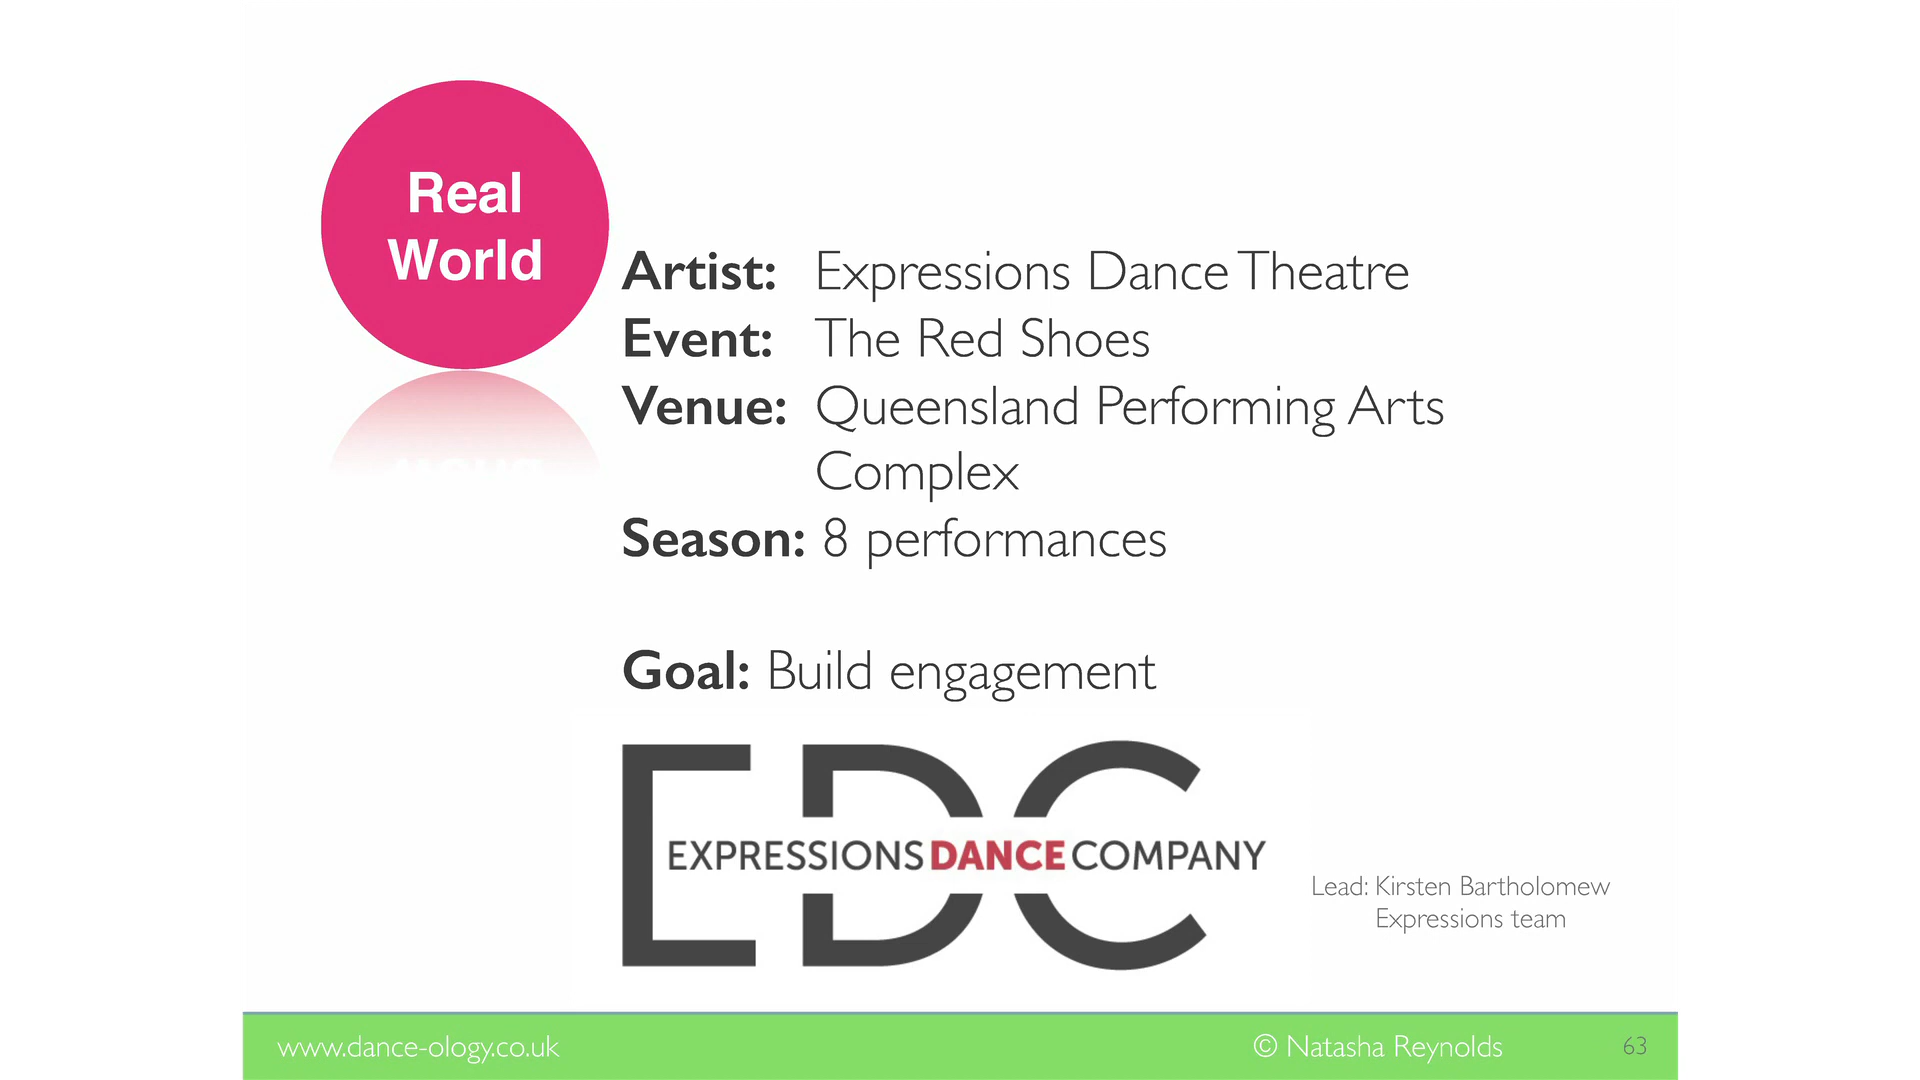 Real
World
Artist: Expressions Dance Theatre
Event: The Red Shoes
Venue: Queensland Performing Arts
Complex
Season: 8 performances
Goal: Build engagement
EDC
EXPRESSIONS DANCE COMPANY
Lead: Kirsten Bartholomew
Expressions team
www.dance-ology.co.uk
© Natasha Reynolds
63